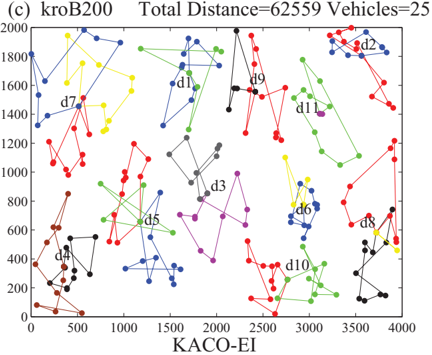 (c) kroB200 Total Distance=62559 Vehicles=25
2000
1800
1600
1400
1200
1000
800
600
400
200
0
d2
d1
d9
d7
d11
d3
d6
d5
d8
d4
d10
0 500 1000 1500 2000 2500 3000 3500 4000
KACO-EI